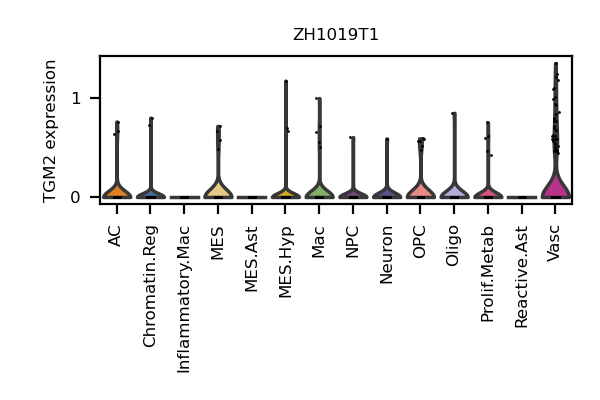 ZH1019T1
TGM2 expression
1
0
AC
Chromatin.Reg
Inflammatory.Mac
MES
MES.Ast
MES.Hyp
Mac
NPC
Neuron
OPC
Oligo
Prolif.Metab
Reactive.Ast
Vasc